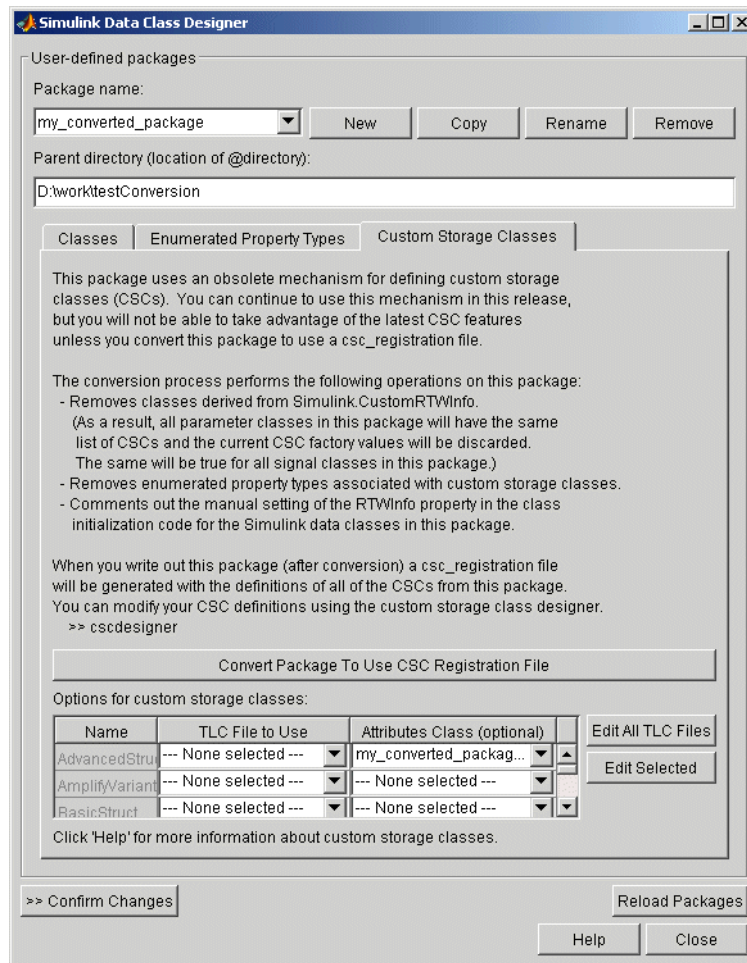 Simulink Data Class Designer
User-defined packages
Package name:
my_converted_package
New
Copy
Rename
Remove
Parent directory (location of @directory):
D:\work\testConversion
Classes
Enumerated Property Types
Custom Storage Classes
This package uses an obsolete mechanism for defining custom storage
classes (CSCs). You can continue to use this mechanism in this release,
but you will not be able to take advantage of the latest CSC features
unless you convert this package to use a csc_registration file.
The conversion process performs the following operations on this package:
- Removes classes derived from Simulink.CustomRTWInfo.
(As a result, all parameter classes in this package will have the same
list of CSCs and the current CSC factory values will be discarded.
The same will be true for all signal classes in this package.)
- Removes enumerated property types associated with custom storage classes.
- Comments out the manual setting of the RTWInfo property in the class
initialization code for the Simulink data classes in this package.
When you write out this package (after conversion) a csc_registration file
will be generated with the definitions of all of the CSCs from this package.
You can modify your CSC definitions using the custom storage class designer.
>> cscdesigner
Convert Package To Use CSC Registration File
Options for custom storage classes:
Name TLC File to Use Attributes Class (optional)
AdvancedStru --- None selected --- my_converted_packag...
AmplifyVariant --- None selected --- --- None selected ---
BasicStruct --- None selected --- --- None selected ---
Edit All TLC Files
Edit Selected
Click 'Help' for more information about custom storage classes.
>> Confirm Changes
Reload Packages
Help
Close